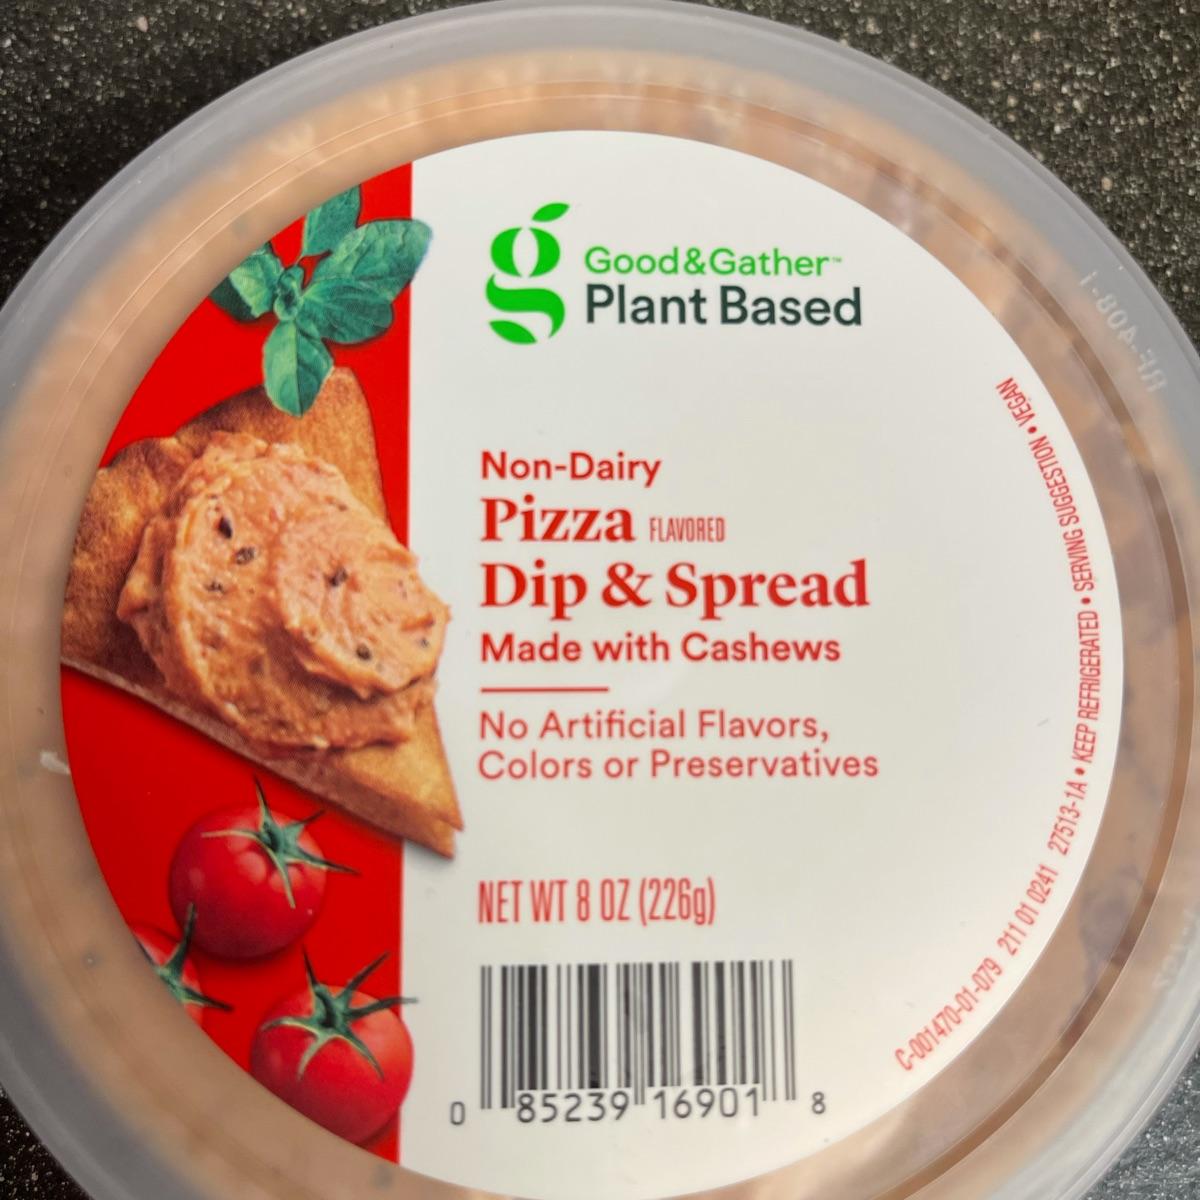 Good&Gather™
Plant Based
Non-Dairy
Pizza FLAVORED
Dip & Spread
Made with Cashews
No Artificial Flavors,
Colors or Preservatives
NET WT 8 OZ (226g)
0 85239 16901 8
C-001470-01-079 211 01 0241 27513-1A • KEEP REFRIGERATED • SERVING SUGGESTION • VEGAN